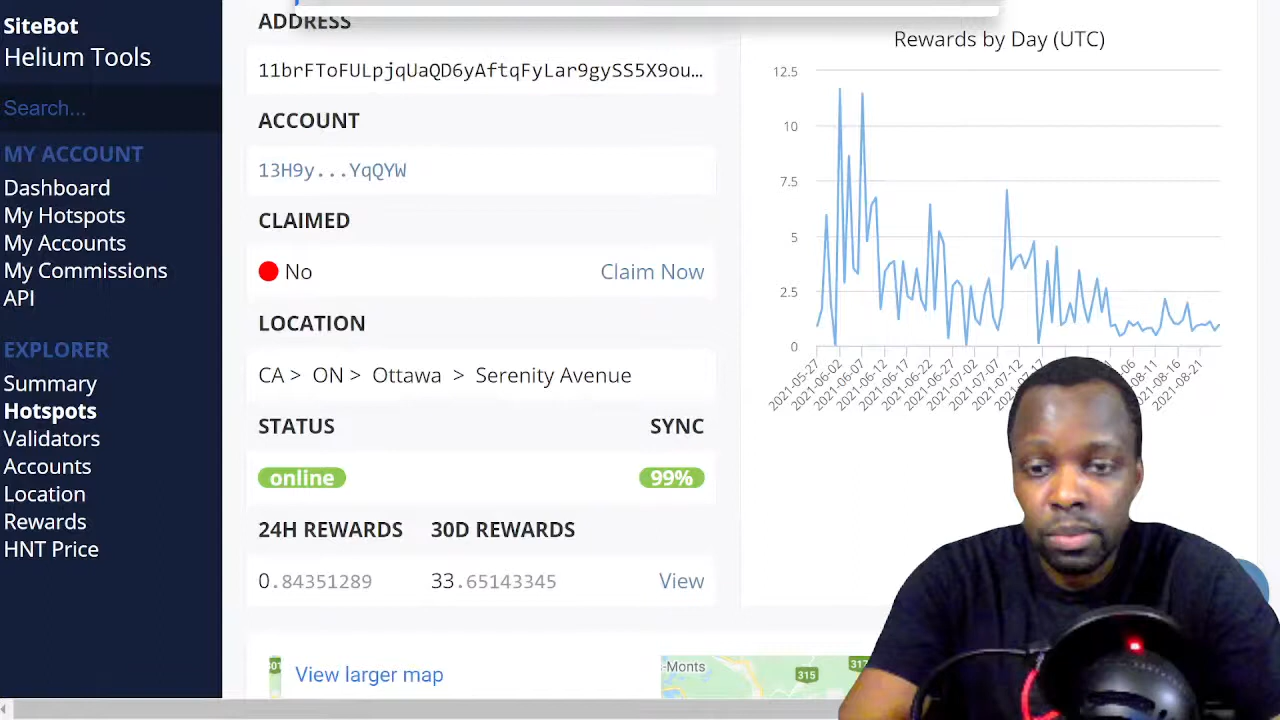 SiteBot
Helium Tools
Search...
MY ACCOUNT
Dashboard
My Hotspots
My Accounts
My Commissions
API
EXPLORER
Summary
Hotspots
Validators
Accounts
Location
Rewards
HNT Price
ADDRESS
11brFToFULpjqUaQD6yAftqFyLar9gySS5X9ou...
ACCOUNT
13H9y...YqQYW
CLAIMED
No Claim Now
LOCATION
CA > ON > Ottawa > Serenity Avenue
STATUS SYNC
online 99%
24H REWARDS 30D REWARDS
0.84351289 33.65143345 View
View larger map
301
-Monts
315
317
Rewards by Day (UTC)
12.5
10
7.5
5
2.5
0
2021-05-27
2021-06-02
2021-06-07
2021-06-12
2021-06-17
2021-06-22
2021-06-27
2021-07-02
2021-07-07
2021-07-12
2021-08-16
2021-08-21